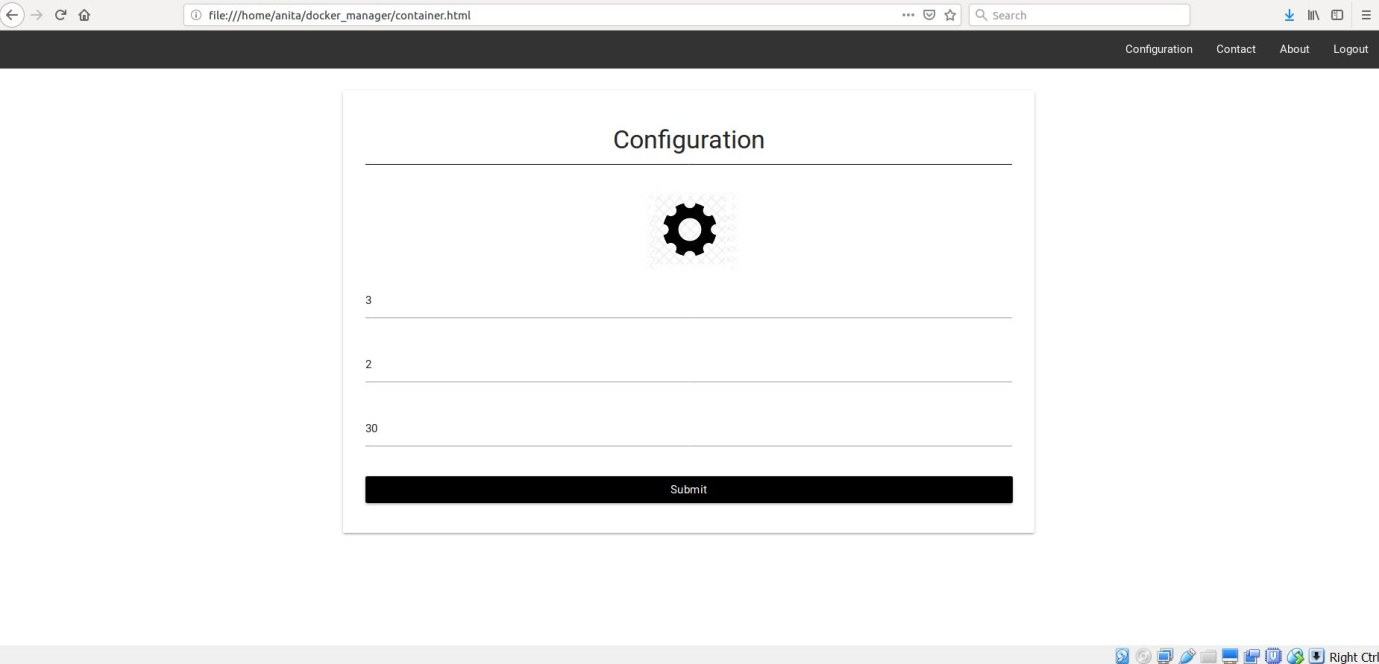 file:///home/anita/docker_manager/container.html
Search
Configuration Contact About Logout
Configuration
3
2
30
Submit
Right Ctrl